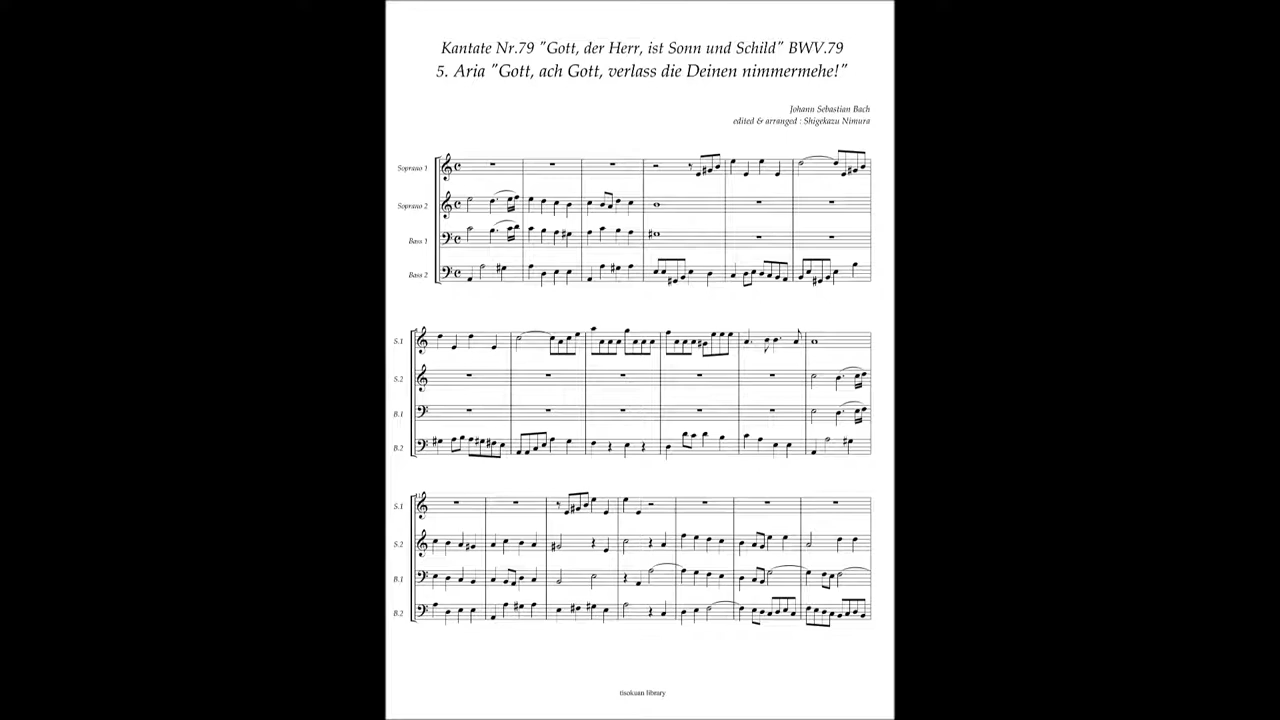 Kantate Nr.79 "Gott, der Herr, ist Sonn und Schild" BWV.79
5. Aria "Gott, ach Gott, verlass die Deinen nimmermehe!"
Johann Sebastian Bach
edited & arranged : Shigekazu Nimura
Soprano 1
Soprano 2
Bass 1
Bass 2
S.1
S.2
B.1
B.2
S.1
S.2
B.1
B.2
tisokuan library